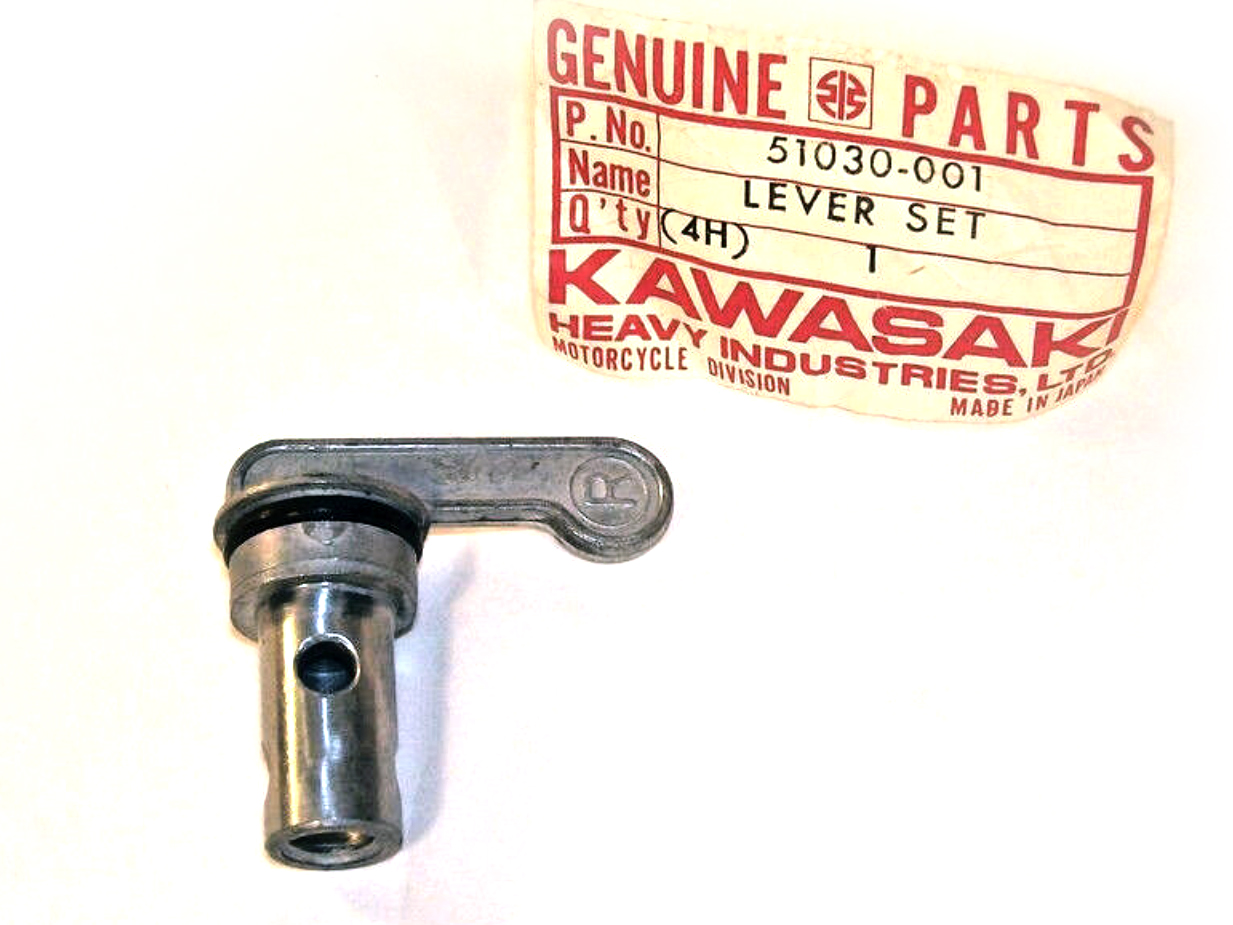 GENUINE PARTS
P. No. 51030-001
Name LEVER SET
Q'ty (4H) 1
KAWASAKI
HEAVY INDUSTRIES, LTD.
MOTORCYCLE DIVISION MADE IN JAPAN
R